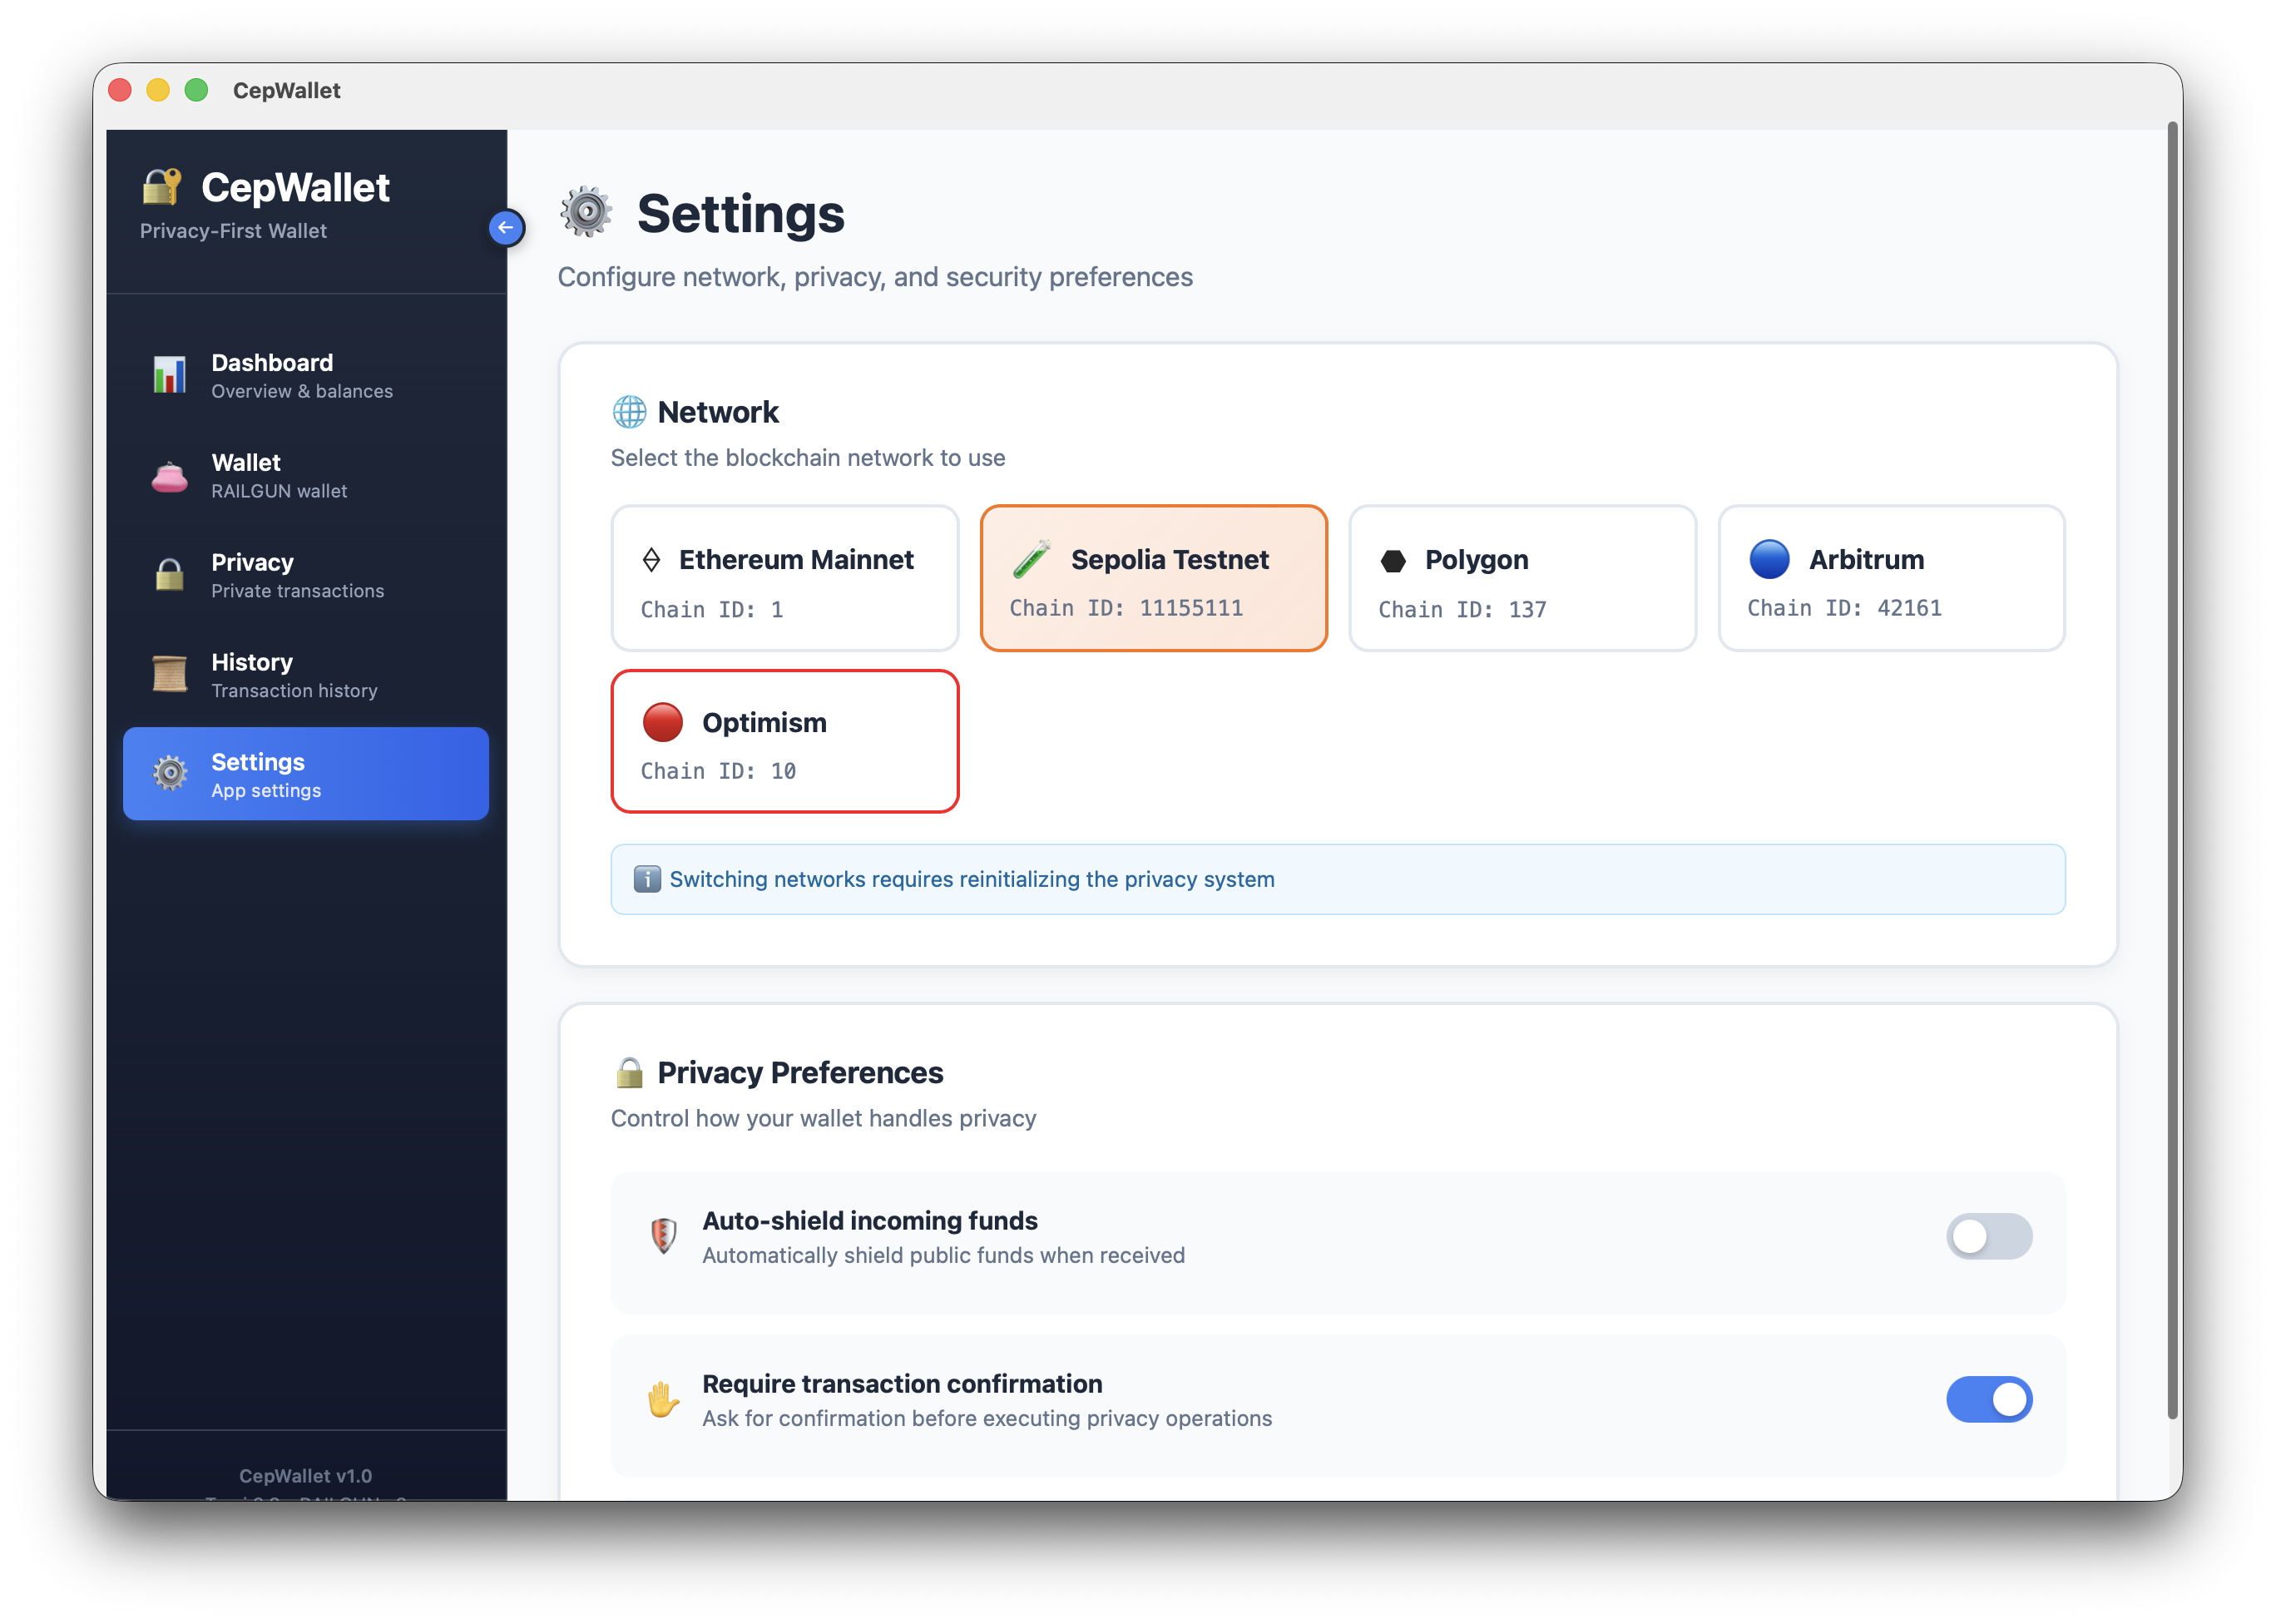 CepWallet
CepWallet
Privacy-First Wallet
Dashboard
Overview & balances
Wallet
RAILGUN wallet
Privacy
Private transactions
History
Transaction history
Settings
App settings
CepWallet v1.0
Settings
Configure network, privacy, and security preferences
Network
Select the blockchain network to use
Ethereum Mainnet
Chain ID: 1
Sepolia Testnet
Chain ID: 11155111
Polygon
Chain ID: 137
Arbitrum
Chain ID: 42161
Optimism
Chain ID: 10
Switching networks requires reinitializing the privacy system
Privacy Preferences
Control how your wallet handles privacy
Auto-shield incoming funds
Automatically shield public funds when received
Require transaction confirmation
Ask for confirmation before executing privacy operations